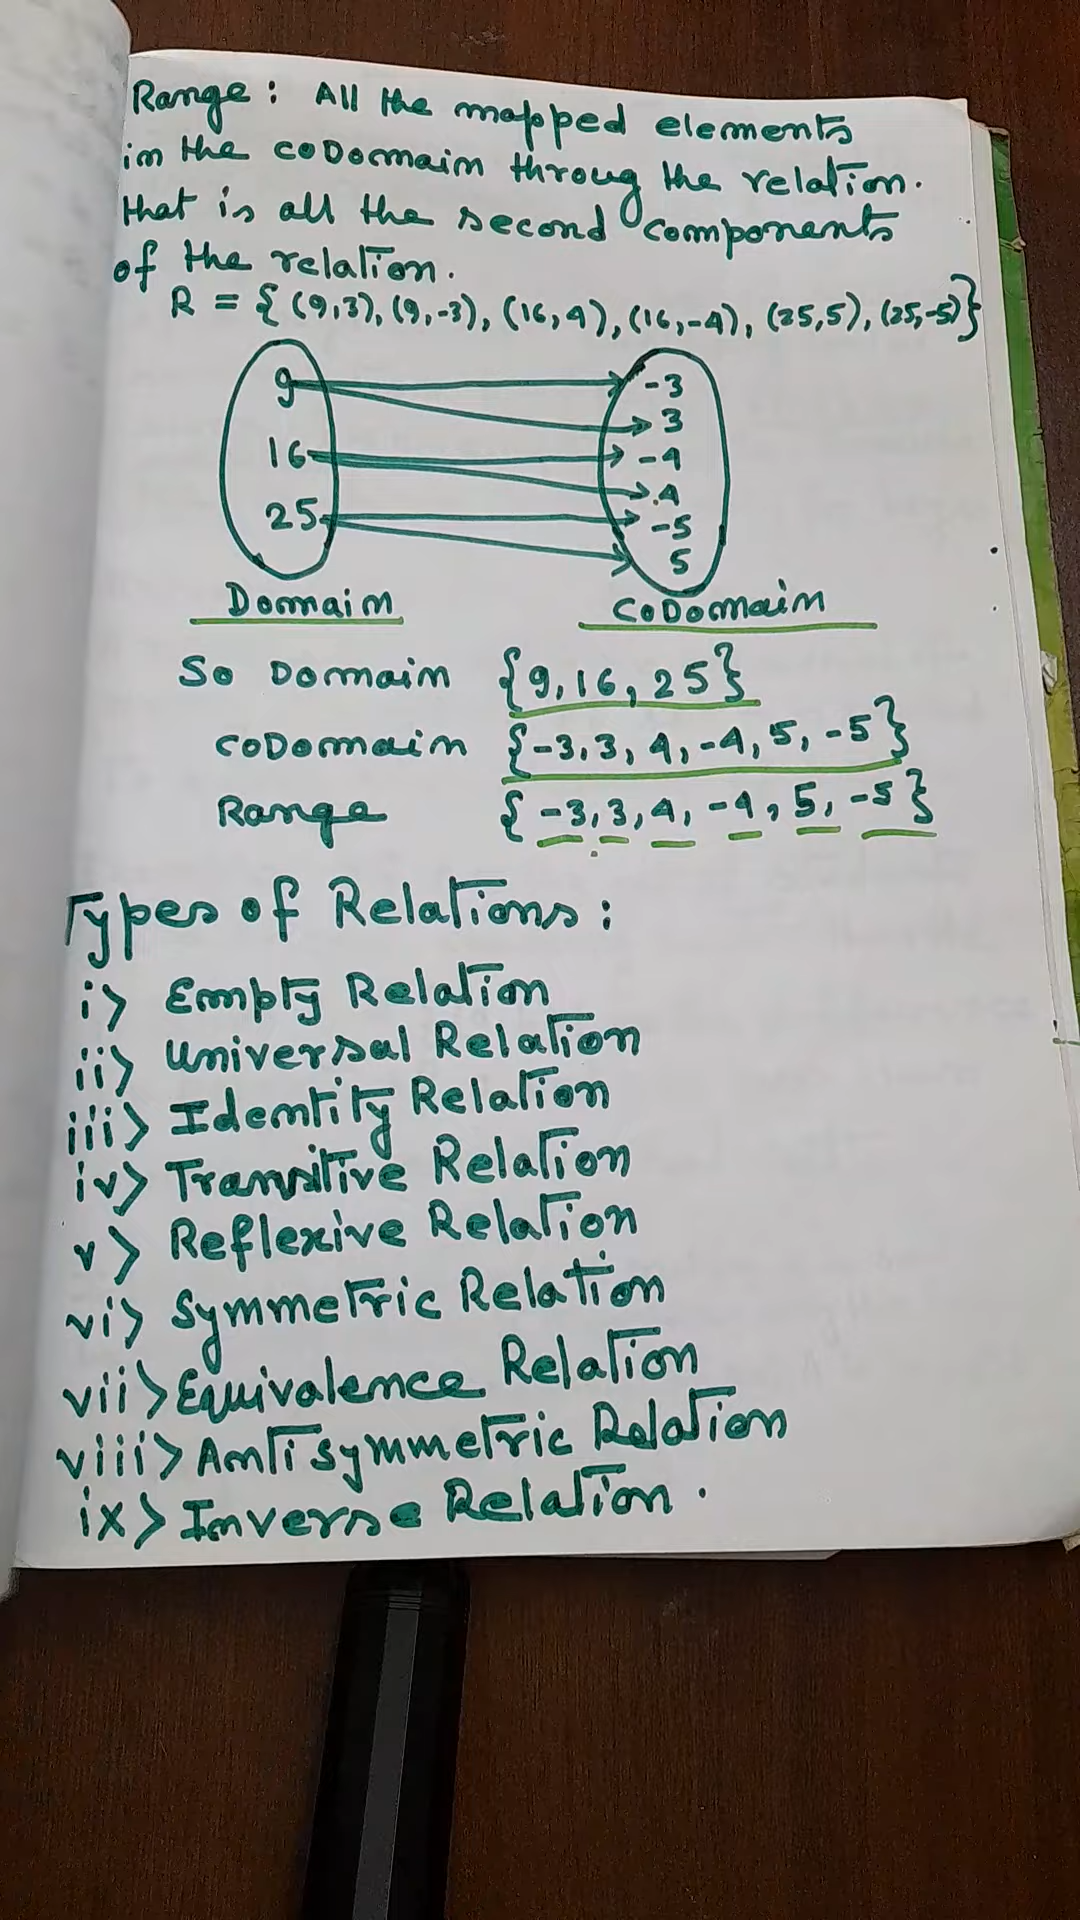 Range: All the mapped elements
in the coDomain throug the relation.
that is all the second components
of the relation.
R = {(9,3), (9,-3), (16,4), (16,-4), (25,5), (25,-5)}
9 -3
3
16 -4
4
25 -5
5
Domain CoDomain
So Domain {9, 16, 25}
coDomain {-3, 3, 4, -4, 5, -5}
Range {-3, 3, 4, -4, 5, -5}
Types of Relations:
i> Empty Relation
ii> Universal Relation
iii> Identity Relation
iv> Transitive Relation
v> Reflexive Relation
vi> Symmetric Relation
vii> Equivalence Relation
viii> Antisymmetric Relation
ix> Inverse Relation.